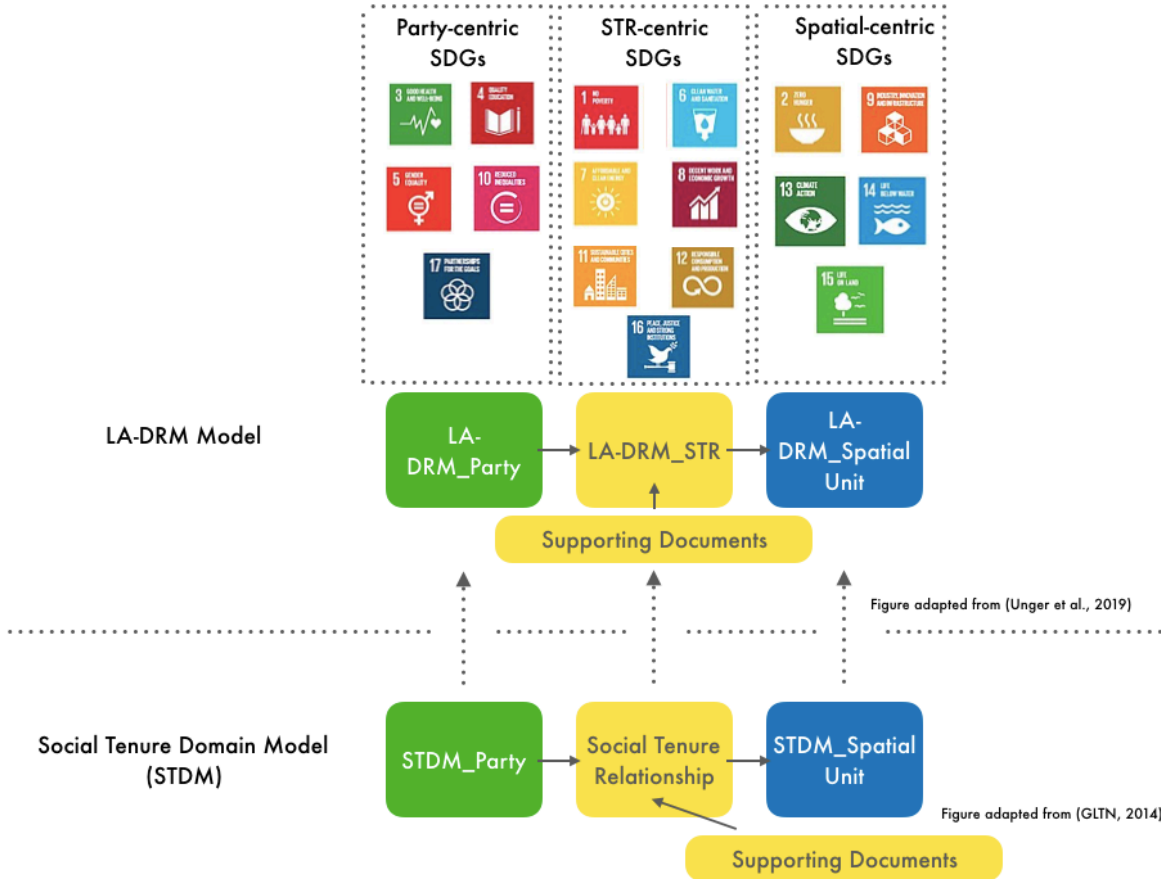 Party-centric
SDGs
STR-centric
SDGs
Spatial-centric
SDGs
3 GOOD HEALTH
AND WELL-BEING
4 QUALITY
EDUCATION
1 NO
POVERTY
6 CLEAN WATER
AND SANITATION
2 ZERO
HUNGER
9 INDUSTRY, INNOVATION
AND INFRASTRUCTURE
5 GENDER
EQUALITY
10 REDUCED
INEQUALITIES
7 AFFORDABLE AND
CLEAN ENERGY
8 DECENT WORK AND
ECONOMIC GROWTH
13 CLIMATE
ACTION
14 LIFE
BELOW WATER
17 PARTNERSHIPS
FOR THE GOALS
11 SUSTAINABLE CITIES
AND COMMUNITIES
12 RESPONSIBLE
CONSUMPTION
AND PRODUCTION
15 LIFE
ON LAND
16 PEACE, JUSTICE
AND STRONG
INSTITUTIONS
LA-DRM Model
LA-
DRM_Party
LA-DRM_STR
LA-
DRM_Spatial
Unit
Supporting Documents
Figure adapted from (Unger et al., 2019)
Social Tenure Domain Model
(STDM)
STDM_Party
Social Tenure
Relationship
STDM_Spatial
Unit
Figure adapted from (GLTN, 2014)
Supporting Documents